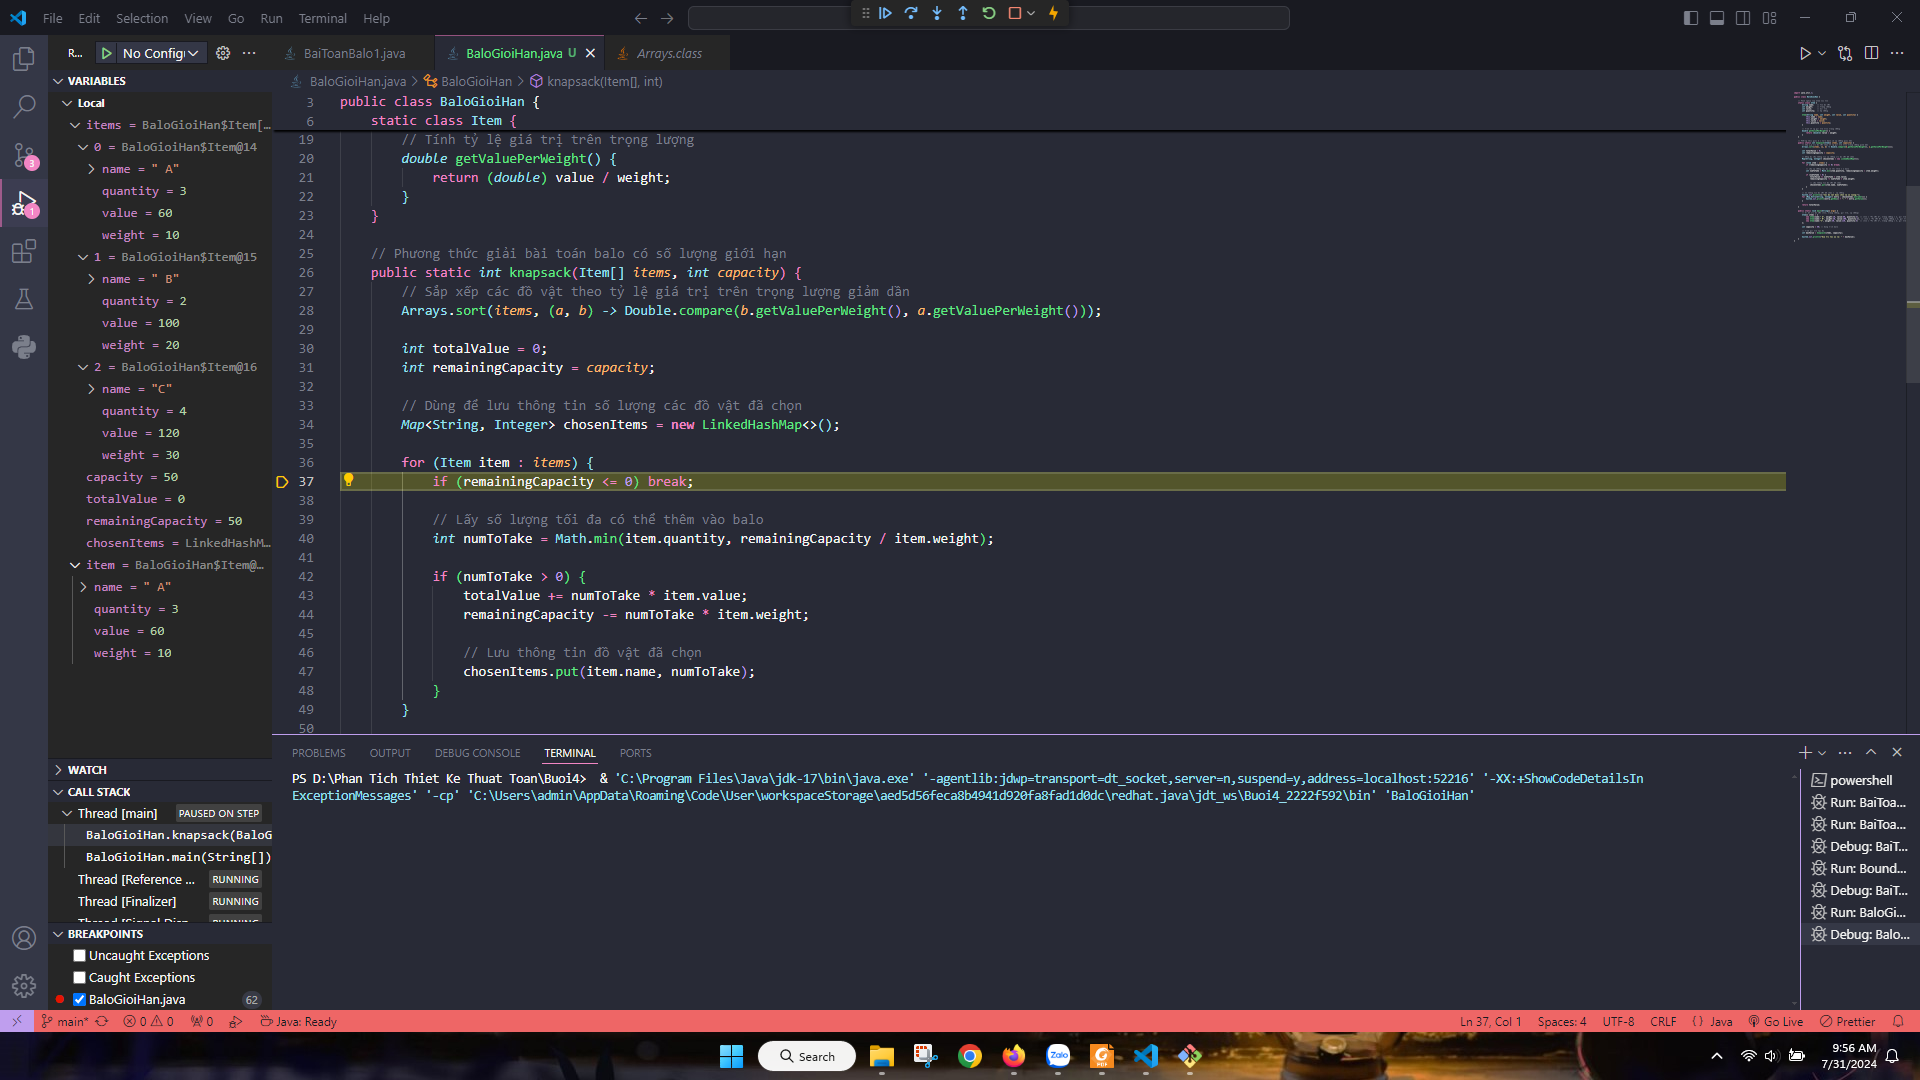 File Edit Selection View Go Run Terminal Help
R... No Config
BaiToanBalo1.java
BaloGioiHan.java U
Arrays.class
BaloGioiHan.java > BaloGioiHan > knapsack(Item[], int)
VARIABLES
Local
items = BaloGioiHan$Item[...
0 = BaloGioiHan$Item@14
name = " A"
quantity = 3
value = 60
weight = 10
1 = BaloGioiHan$Item@15
name = " B"
quantity = 2
value = 100
weight = 20
2 = BaloGioiHan$Item@16
name = "C"
quantity = 4
value = 120
weight = 30
capacity = 50
totalValue = 0
remainingCapacity = 50
chosenItems = LinkedHashM...
item = BaloGioiHan$Item@...
name = " A"
quantity = 3
value = 60
weight = 10
WATCH
CALL STACK
Thread [main] PAUSED ON STEP
BaloGioiHan.knapsack(BaloG
BaloGioiHan.main(String[])
Thread [Reference ... RUNNING
Thread [Finalizer] RUNNING
BREAKPOINTS
Uncaught Exceptions
Caught Exceptions
BaloGioiHan.java 62
3 public class BaloGioiHan {
6 static class Item {
19 // Tính tỷ lệ giá trị trên trọng lượng
20 double getValuePerWeight() {
21 return (double) value / weight;
22 }
23 }
24
25 // Phương thức giải bài toán balo có số lượng giới hạn
26 public static int knapsack(Item[] items, int capacity) {
27 // Sắp xếp các đồ vật theo tỷ lệ giá trị trên trọng lượng giảm dần
28 Arrays.sort(items, (a, b) -> Double.compare(b.getValuePerWeight(), a.getValuePerWeight()));
29
30 int totalValue = 0;
31 int remainingCapacity = capacity;
32
33 // Dùng để lưu thông tin số lượng các đồ vật đã chọn
34 Map<String, Integer> chosenItems = new LinkedHashMap<>();
35
36 for (Item item : items) {
37 if (remainingCapacity <= 0) break;
38
39 // Lấy số lượng tối đa có thể thêm vào balo
40 int numToTake = Math.min(item.quantity, remainingCapacity / item.weight);
41
42 if (numToTake > 0) {
43 totalValue += numToTake * item.value;
44 remainingCapacity -= numToTake * item.weight;
45
46 // Lưu thông tin đồ vật đã chọn
47 chosenItems.put(item.name, numToTake);
48 }
49 }
50
PROBLEMS OUTPUT DEBUG CONSOLE TERMINAL PORTS
PS D:\Phan Tich Thiet Ke Thuat Toan\Buoi4> & 'C:\Program Files\Java\jdk-17\bin\java.exe' '-agentlib:jdwp=transport=dt_socket,server=n,suspend=y,address=localhost:52216' '-XX:+ShowCodeDetailsIn
ExceptionMessages' '-cp' 'C:\Users\admin\AppData\Roaming\Code\User\workspaceStorage\aed5d56feca8b4941d920fa8fad1d0dc\redhat.java\jdt_ws\Buoi4_2222f592\bin' 'BaloGioiHan'
powershell
Run: BaiToa...
Run: BaiToa...
Debug: BaiT...
Run: Bound...
Debug: BaiT...
Run: BaloGi...
Debug: Balo...
3
1
main* 0 0 0 Java: Ready
Ln 37, Col 1 Spaces: 4 UTF-8 CRLF { } Java Go Live Prettier
Search
Zalo
PDF
9:56 AM
7/31/2024